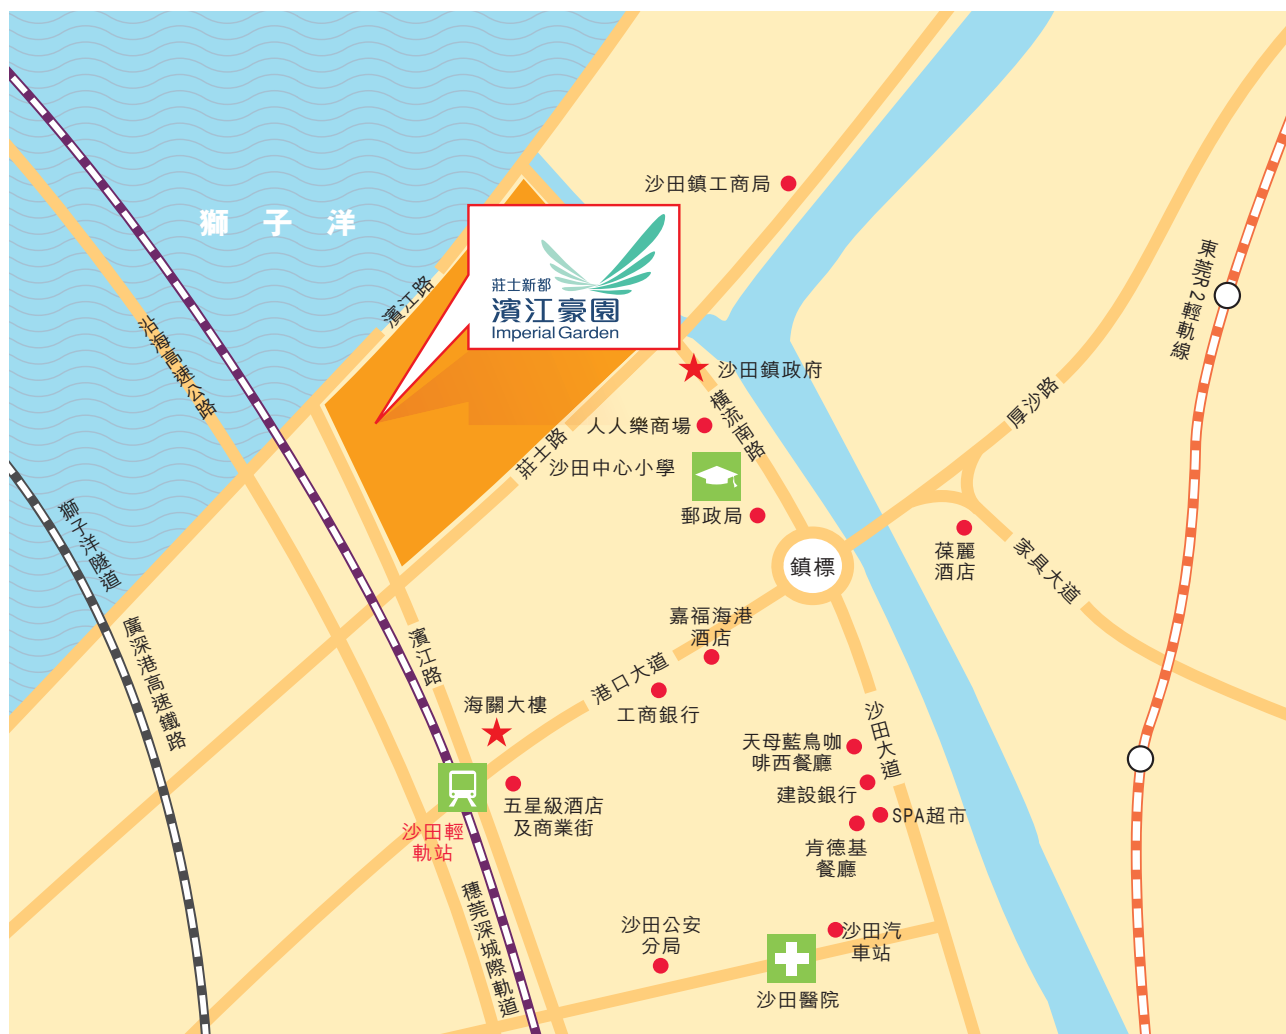 沙田鎮工商局
獅子洋
東莞R2輕軌線
莊士新都
濱江豪園
Imperial Garden
濱江路
沿海高速公路
沙田鎮政府
橫流南路
厚沙路
人人樂商場
莊士路
沙田中心小學
郵政局
獅子洋隧道
鎮標
葆麗
酒店
家具大道
嘉福海港
酒店
廣深港高速鐵路
濱江路
港口大道
海關大樓
工商銀行
沙田大道
天母藍鳥咖
啡西餐廳
建設銀行
五星級酒店
及商業街
SPA超市
沙田輕
軌站
肯德基
餐廳
穗莞深城際軌道
沙田公安
分局
沙田汽
車站
沙田醫院